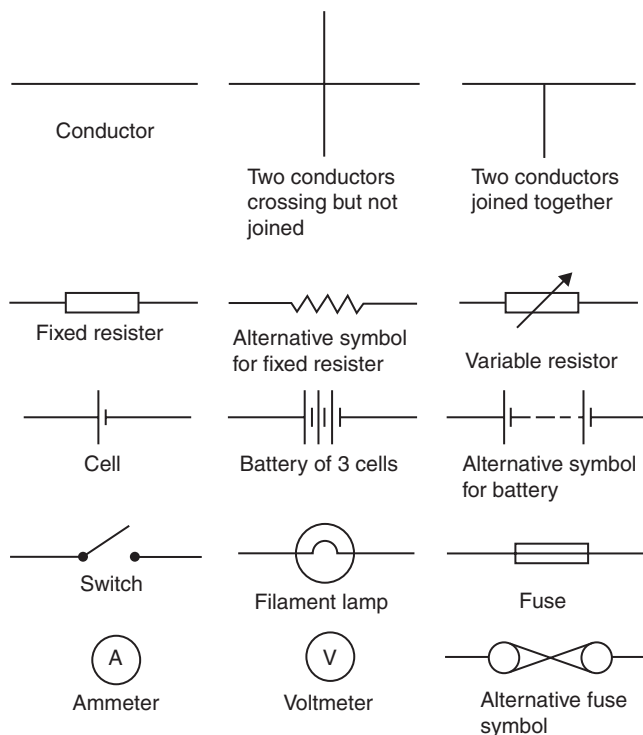 Conductor
Two conductors
crossing but not
joined
Two conductors
joined together
Fixed resister
Alternative symbol
for fixed resister
Variable resistor
Cell
Battery of 3 cells
Alternative symbol
for battery
Switch
Filament lamp
Fuse
A
Ammeter
V
Voltmeter
Alternative fuse
symbol